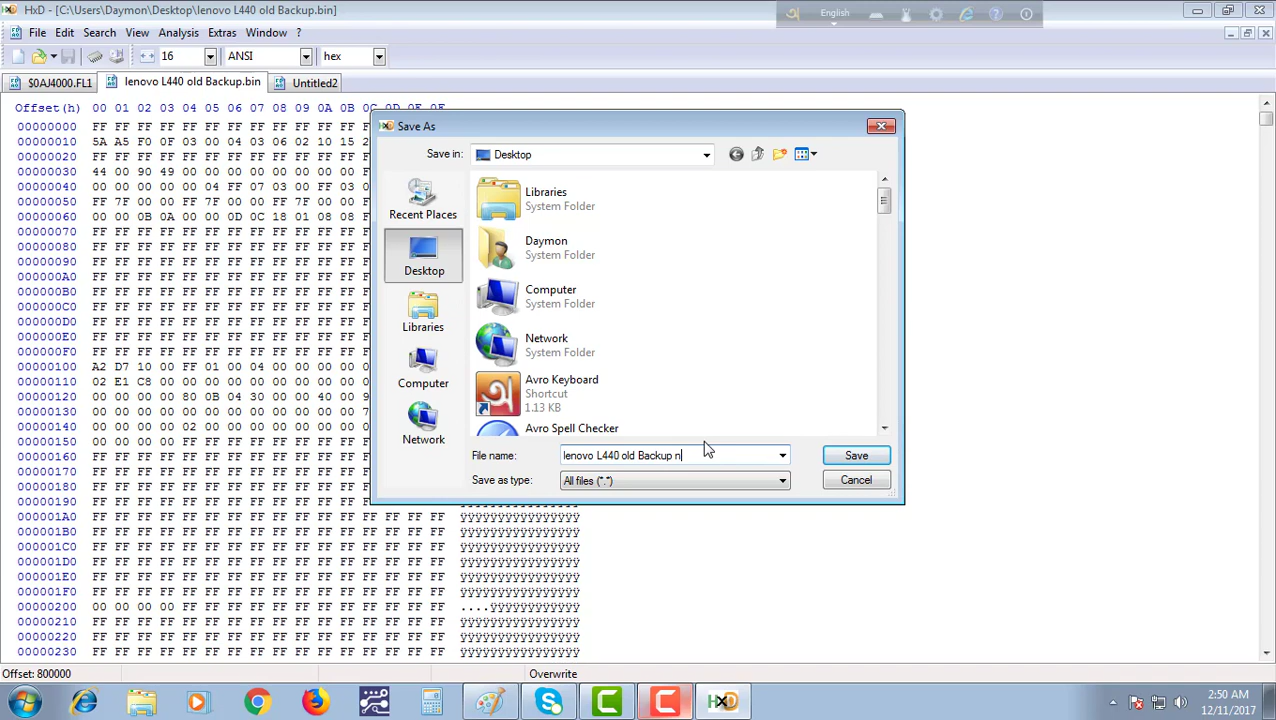 HxD - [C:\Users\Daymon\Desktop\lenovo L440 old Backup.bin]
English
File Edit Search View Analysis Extras Window ?
16 ANSI hex
$0AJ4000.FL1 lenovo L440 old Backup.bin Untitled2
Offset(h) 00 01 02 03 04 05 06 07 08 09 0A 0B 0C 0D 0E 0F
00000000 FF FF FF FF FF FF FF FF FF FF FF FF
00000010 5A A5 F0 0F 03 00 04 03 06 02 10 15 2
00000020 FF FF FF FF FF FF FF FF FF FF FF FF
00000030 44 00 90 49 00 00 00 00 00 00 00 00 0
00000040 00 00 00 00 00 04 FF 07 03 00 FF 03 0
00000050 FF 7F 00 00 FF 7F 00 00 FF 7F 00 00
00000060 00 00 0B 0A 00 00 0D 0C 18 01 08 08
00000070 FF FF FF FF FF FF FF FF FF FF FF FF
00000080 FF FF FF FF FF FF FF FF FF FF FF FF
00000090 FF FF FF FF FF FF FF FF FF FF FF FF
000000A0 FF FF FF FF FF FF FF FF FF FF FF FF
000000B0 FF FF FF FF FF FF FF FF FF FF FF FF
000000C0 FF FF FF FF FF FF FF FF FF FF FF FF
000000D0 FF FF FF FF FF FF FF FF FF FF FF FF
000000E0 FF FF FF FF FF FF FF FF FF FF FF FF
000000F0 FF FF FF FF FF FF FF FF FF FF FF FF
00000100 A2 D7 10 00 FF 01 00 04 00 00 00 00
00000110 02 E1 C8 00 00 00 00 00 00 00 00 00
00000120 00 00 00 80 0B 04 30 00 00 40 00 9
00000130 00 00 00 00 00 00 00 00 00 00 00 00
00000140 00 00 00 00 00 02 00 00 00 00 00 00
00000150 FF FF FF FF FF FF FF FF FF FF FF FF
00000160 FF FF FF FF FF FF FF FF FF FF FF FF
00000170 FF FF FF FF FF FF FF FF FF FF FF FF
00000180 FF FF FF FF FF FF FF FF FF FF FF FF
00000190 FF FF FF FF FF FF FF FF FF FF FF FF
000001A0 FF FF FF FF FF FF FF FF FF FF FF FF FF FF FF FF ÿÿÿÿÿÿÿÿÿÿÿÿÿÿÿÿ
000001B0 FF FF FF FF FF FF FF FF FF FF FF FF FF FF FF FF ÿÿÿÿÿÿÿÿÿÿÿÿÿÿÿÿ
000001C0 FF FF FF FF FF FF FF FF FF FF FF FF FF FF FF FF ÿÿÿÿÿÿÿÿÿÿÿÿÿÿÿÿ
000001D0 FF FF FF FF FF FF FF FF FF FF FF FF FF FF FF FF ÿÿÿÿÿÿÿÿÿÿÿÿÿÿÿÿ
000001E0 FF FF FF FF FF FF FF FF FF FF FF FF FF FF FF FF ÿÿÿÿÿÿÿÿÿÿÿÿÿÿÿÿ
000001F0 FF FF FF FF FF FF FF FF FF FF FF FF FF FF FF FF ÿÿÿÿÿÿÿÿÿÿÿÿÿÿÿÿ
00000200 00 00 00 00 FF FF FF FF FF FF FF FF FF FF FF FF ....ÿÿÿÿÿÿÿÿÿÿÿÿ
00000210 FF FF FF FF FF FF FF FF FF FF FF FF FF FF FF FF ÿÿÿÿÿÿÿÿÿÿÿÿÿÿÿÿ
00000220 FF FF FF FF FF FF FF FF FF FF FF FF FF FF FF FF ÿÿÿÿÿÿÿÿÿÿÿÿÿÿÿÿ
00000230 FF FF FF FF FF FF FF FF FF FF FF FF FF FF FF FF ÿÿÿÿÿÿÿÿÿÿÿÿÿÿÿÿ
Save As
Save in: Desktop
Recent Places
Desktop
Libraries
Computer
Network
Libraries
System Folder
Daymon
System Folder
Computer
System Folder
Network
System Folder
Avro Keyboard
Shortcut
1.13 KB
Avro Spell Checker
File name: lenovo L440 old Backup n Save
Save as type: All files (*.*) Cancel
Offset: 800000 Overwrite
2:50 AM
12/11/2017